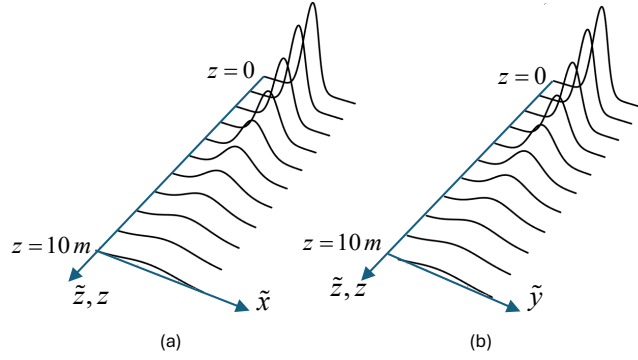 z = 0
z = 10 m
z̃, z
x̃
(a)
z = 0
z = 10 m
z̃, z
ỹ
(b)